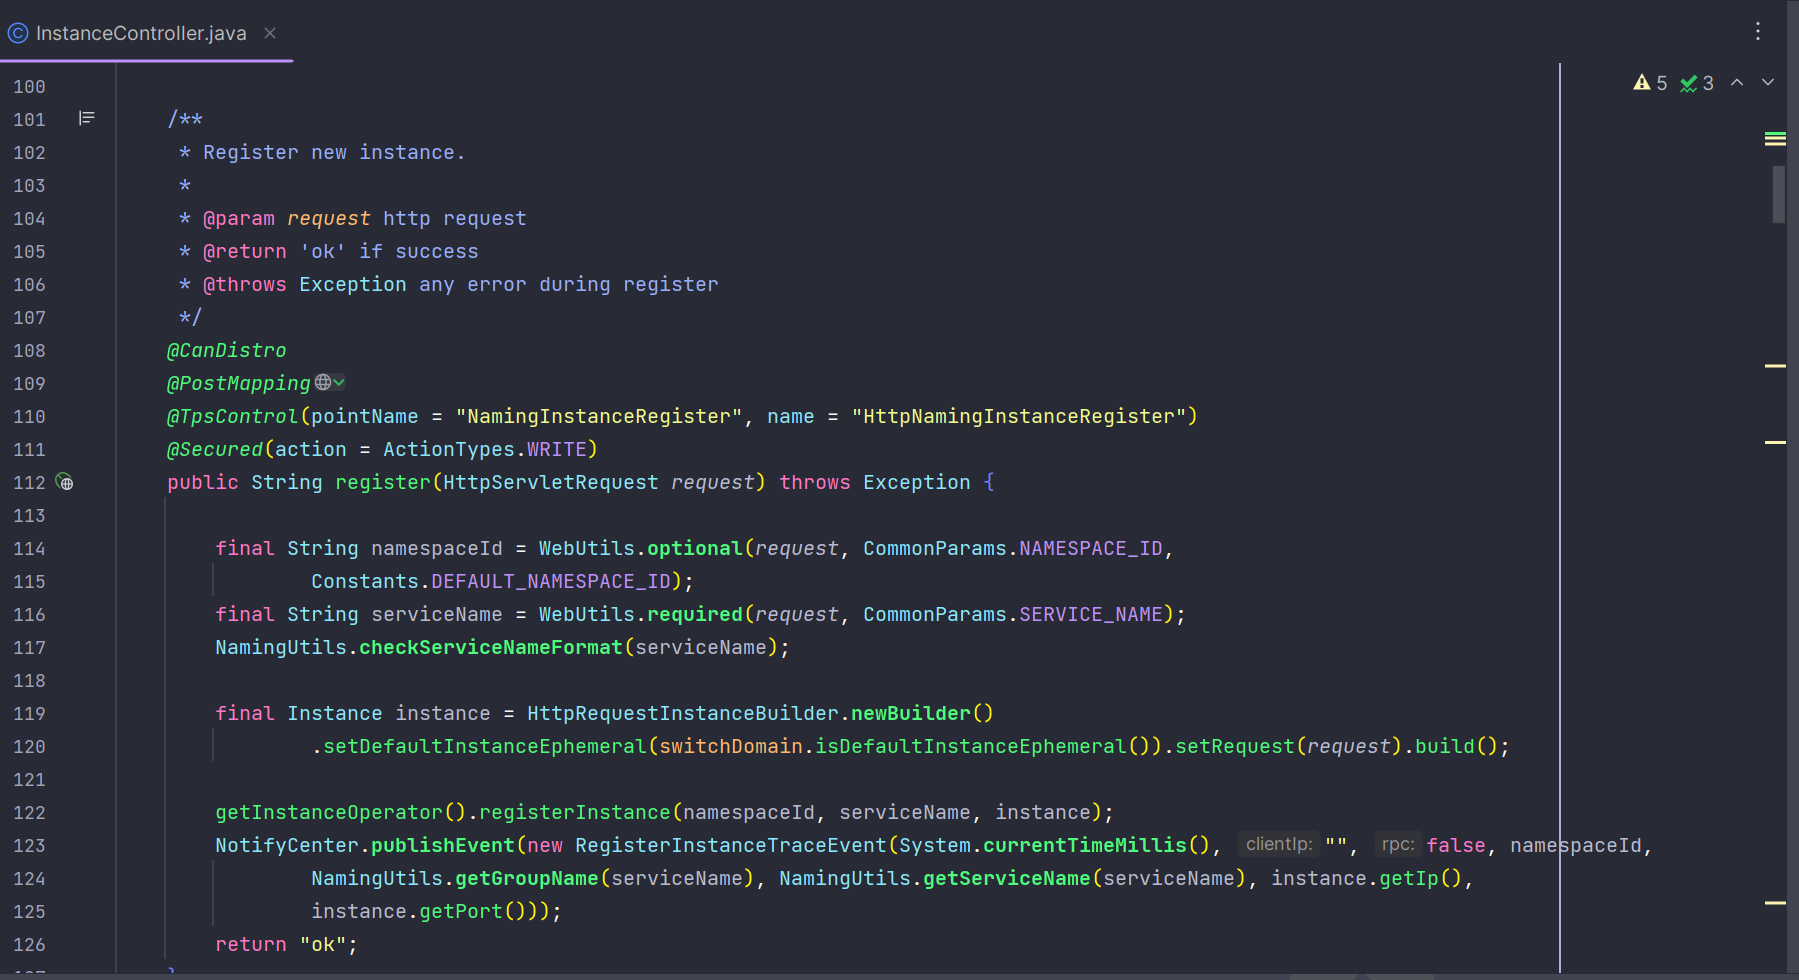 InstanceController.java
5 3
100
101 /**
102 * Register new instance.
103 *
104 * @param request http request
105 * @return 'ok' if success
106 * @throws Exception any error during register
107 */
108 @CanDistro
109 @PostMapping
110 @TpsControl(pointName = "NamingInstanceRegister", name = "HttpNamingInstanceRegister")
111 @Secured(action = ActionTypes.WRITE)
112 public String register(HttpServletRequest request) throws Exception {
113
114 final String namespaceId = WebUtils.optional(request, CommonParams.NAMESPACE_ID,
115 Constants.DEFAULT_NAMESPACE_ID);
116 final String serviceName = WebUtils.required(request, CommonParams.SERVICE_NAME);
117 NamingUtils.checkServiceNameFormat(serviceName);
118
119 final Instance instance = HttpRequestInstanceBuilder.newBuilder()
120 .setDefaultInstanceEphemeral(switchDomain.isDefaultInstanceEphemeral()).setRequest(request).build();
121
122 getInstanceOperator().registerInstance(namespaceId, serviceName, instance);
123 NotifyCenter.publishEvent(new RegisterInstanceTraceEvent(System.currentTimeMillis(), clientIp: "", rpc: false, namespaceId,
124 NamingUtils.getGroupName(serviceName), NamingUtils.getServiceName(serviceName), instance.getIp(),
125 instance.getPort()));
126 return "ok";